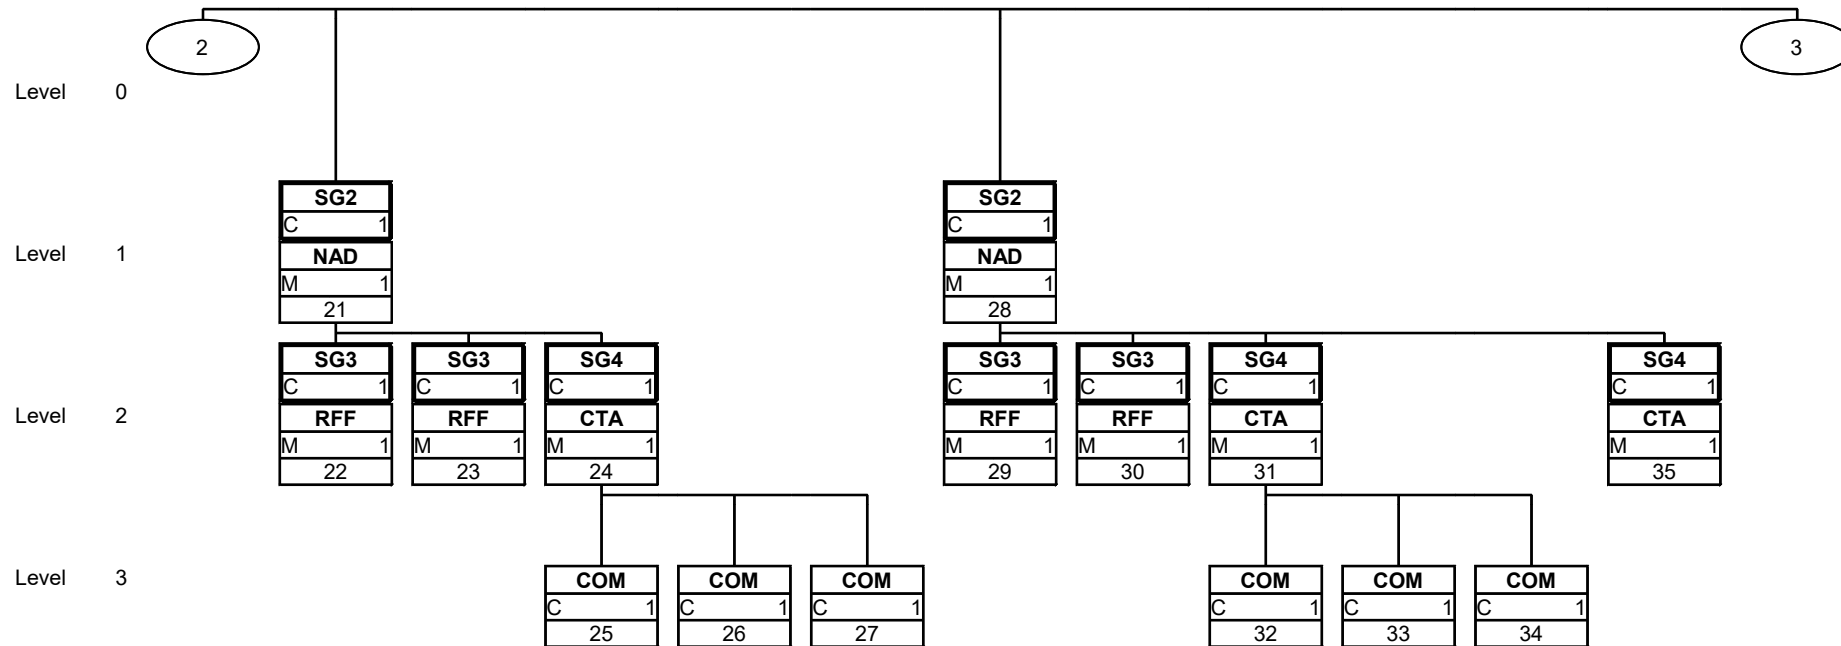 2 3
Level 0
SG2 SG2
C 1 C 1
Level 1
NAD NAD
M 1 M 1
21 28
SG3 SG3 SG4 SG3 SG3 SG4 SG4
C 1 C 1 C 1 C 1 C 1 C 1 C 1
Level 2
RFF RFF CTA RFF RFF CTA CTA
M 1 M 1 M 1 M 1 M 1 M 1 M 1
22 23 24 29 30 31 35
Level 3
COM COM COM COM COM COM
C 1 C 1 C 1 C 1 C 1 C 1
25 26 27 32 33 34